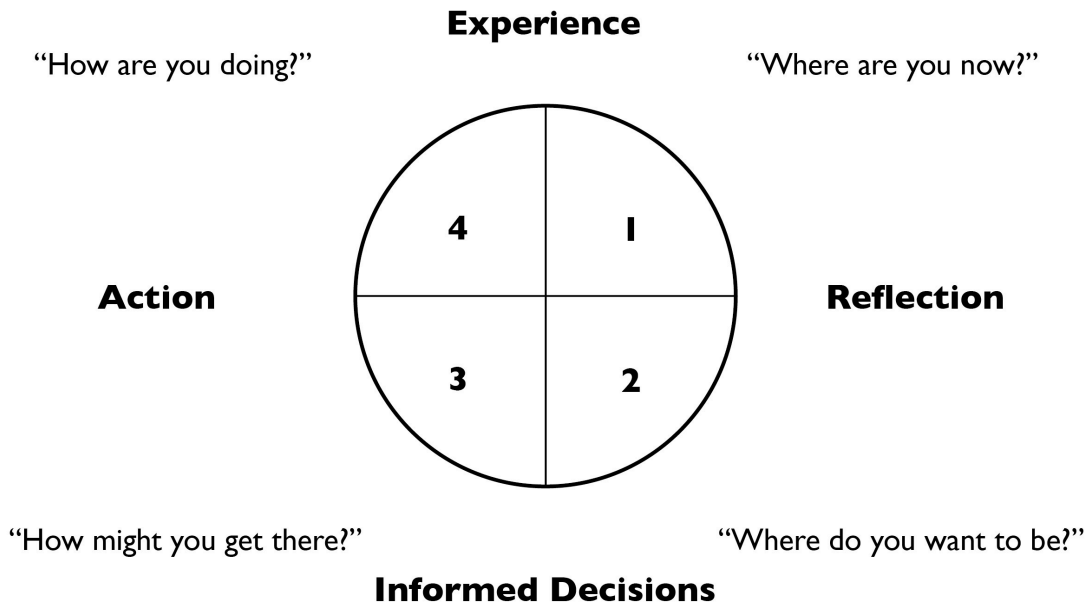 Experience
“How are you doing?”
“Where are you now?”
4
1
Action
Reflection
3
2
“How might you get there?”
“Where do you want to be?”
Informed Decisions